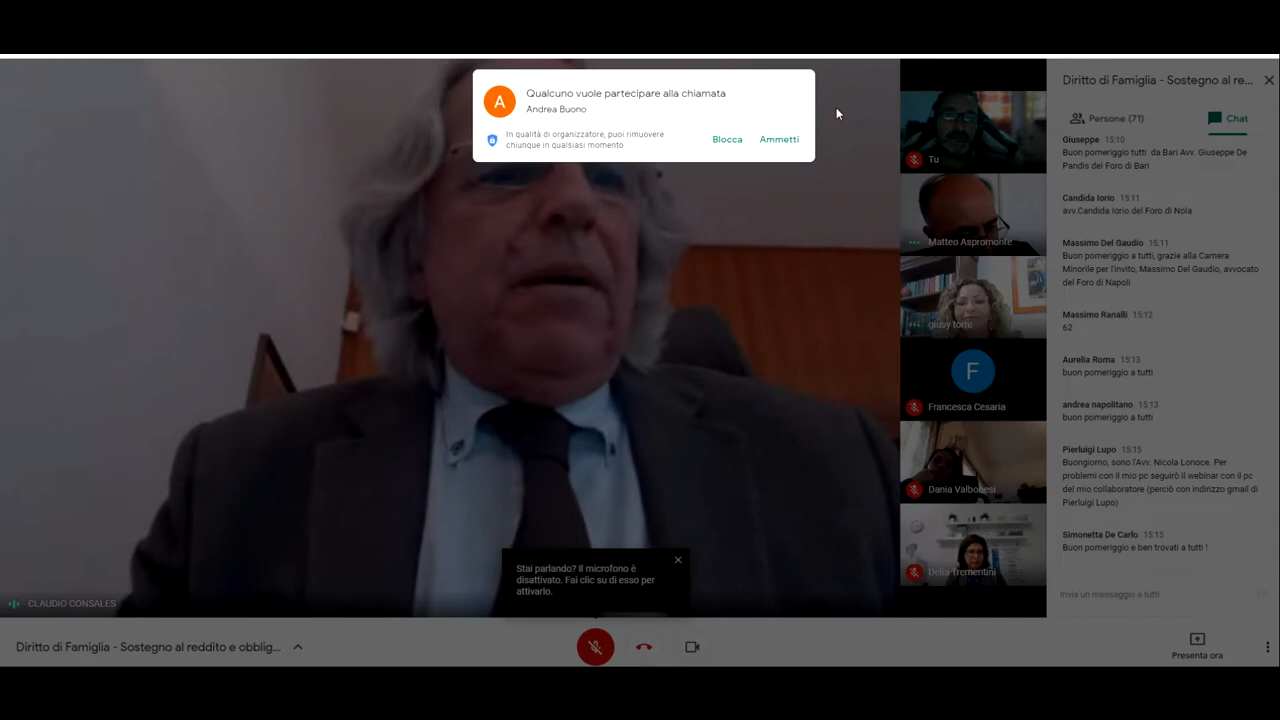 A
Qualcuno vuole partecipare alla chiamata
Andrea Buono
In qualità di organizzatore, puoi rimuovere
chiunque in qualsiasi momento
Blocca
Ammetti
Tu
Matteo Aspromonte
giusy torre
F
Francesca Cesaria
Dania Valbonesi
Delia Trementini
CLAUDIO CONSALES
Stai parlando? Il microfono è
disattivato. Fai clic su di esso per
attivarlo.
Diritto di Famiglia - Sostegno al re...
Persone (71)
Chat
Giuseppe 15:10
Buon pomeriggio tutti da Bari Avv. Giuseppe De
Pandis del Foro di Bari
Candida Iorio 15:11
avv.Candida Iorio del Foro di Nola
Massimo Del Gaudio 15:11
Buon pomeriggio a tutti, grazie alla Camera
Minorile per l'invito, Massimo Del Gaudio, avvocato
del Foro di Napoli
Massimo Ranalli 15:12
62
Aurelia Roma 15:13
buon pomeriggio a tutti
andrea napolitano 15:13
buon pomeriggio a tutti
Pierluigi Lupo 15:15
Buongiorno, sono l'Avv. Nicola Lonoce. Per
problemi con il mio pc seguirò il webinar con il pc
del mio collaboratore (perciò con indirizzo gmail di
Pierluigi Lupo)
Simonetta De Carlo 15:15
Buon pomeriggio e ben trovati a tutti !
Invia un messaggio a tutti
Diritto di Famiglia - Sostegno al reddito e obblig...
Presenta ora